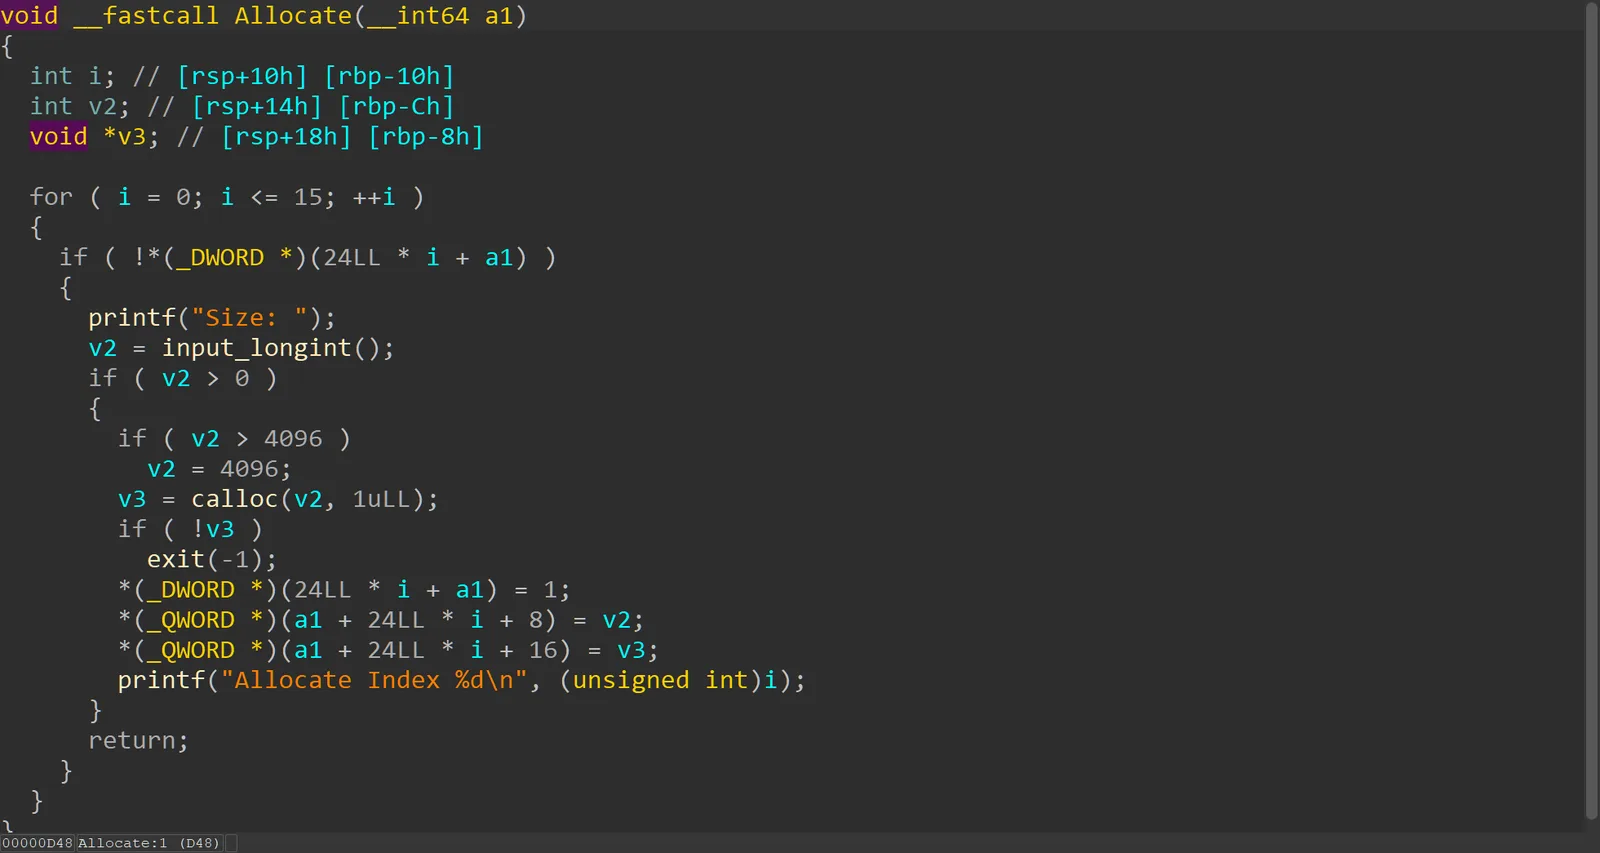 void __fastcall Allocate(__int64 a1)
{
  int i; // [rsp+10h] [rbp-10h]
  int v2; // [rsp+14h] [rbp-Ch]
  void *v3; // [rsp+18h] [rbp-8h]

  for ( i = 0; i <= 15; ++i )
  {
    if ( !*(_DWORD *)(24LL * i + a1) )
    {
      printf("Size: ");
      v2 = input_longint();
      if ( v2 > 0 )
      {
        if ( v2 > 4096 )
          v2 = 4096;
        v3 = calloc(v2, 1uLL);
        if ( !v3 )
          exit(-1);
        *(_DWORD *)(24LL * i + a1) = 1;
        *(_QWORD *)(a1 + 24LL * i + 8) = v2;
        *(_QWORD *)(a1 + 24LL * i + 16) = v3;
        printf("Allocate Index %d\n", (unsigned int)i);
      }
      return;
    }
  }
}
00000D48 Allocate:1 (D48)